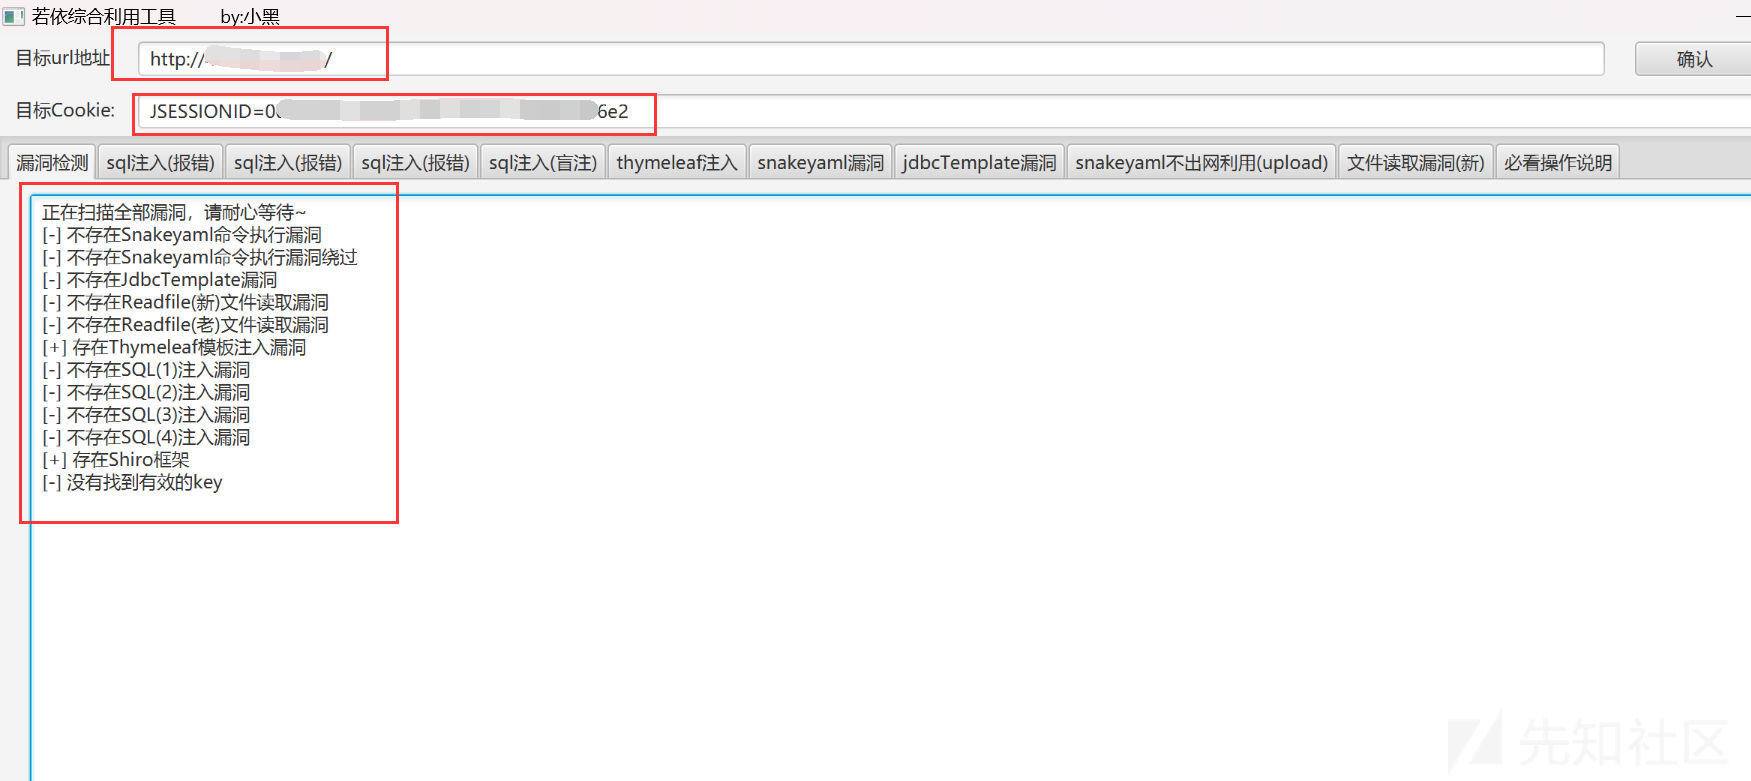 若依综合利用工具 by:小黑
目标url地址 http:// / 确认
目标Cookie: JSESSIONID=0 6e2
漏洞检测 sql注入(报错) sql注入(报错) sql注入(报错) sql注入(盲注) thymeleaf注入 snakeyaml漏洞 jdbcTemplate漏洞 snakeyaml不出网利用(upload) 文件读取漏洞(新) 必看操作说明
正在扫描全部漏洞，请耐心等待~
[-] 不存在Snakeyaml命令执行漏洞
[-] 不存在Snakeyaml命令执行漏洞绕过
[-] 不存在JdbcTemplate漏洞
[-] 不存在Readfile(新)文件读取漏洞
[-] 不存在Readfile(老)文件读取漏洞
[+] 存在Thymeleaf模板注入漏洞
[-] 不存在SQL(1)注入漏洞
[-] 不存在SQL(2)注入漏洞
[-] 不存在SQL(3)注入漏洞
[-] 不存在SQL(4)注入漏洞
[+] 存在Shiro框架
[-] 没有找到有效的key
先知社区